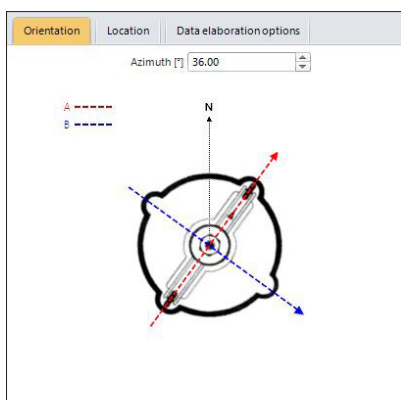 Orientation Location Data elaboration options
Azimuth [°] 36.00
A
B
N